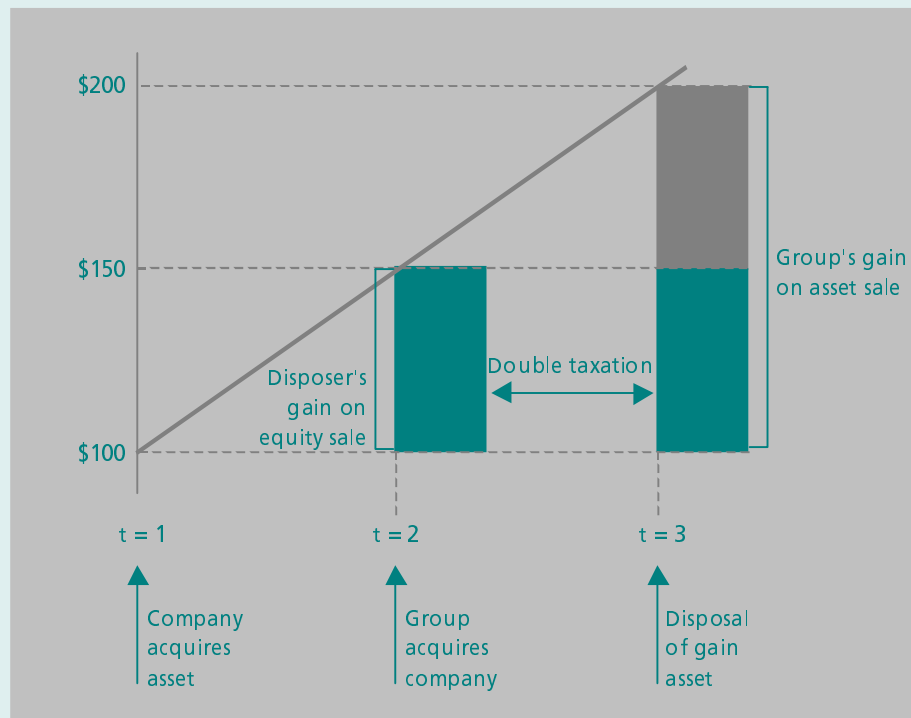 $200
$150
$100
Group's gain
on asset sale
Double taxation
Disposer's
gain on
equity sale
t = 1
t = 2
t = 3
Company
acquires
asset
Group
acquires
company
Disposal
of gain
asset